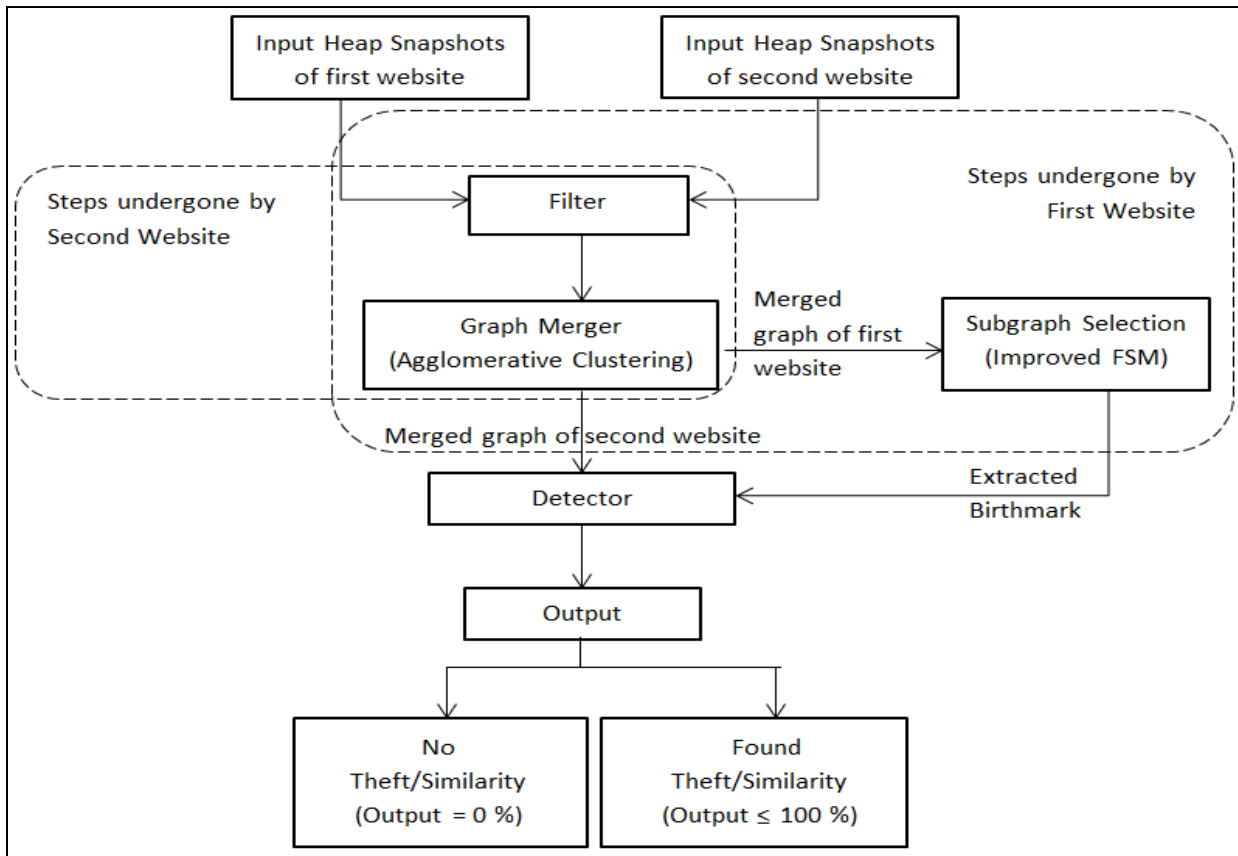 Input Heap Snapshots
of first website
Input Heap Snapshots
of second website
Steps undergone by
Second Website
Filter
Steps undergone by
First Website
Graph Merger
(Agglomerative Clustering)
Merged
graph of first
website
Subgraph Selection
(Improved FSM)
Merged graph of second website
Detector
Extracted
Birthmark
Output
No
Theft/Similarity
(Output = 0 %)
Found
Theft/Similarity
(Output ≤ 100 %)